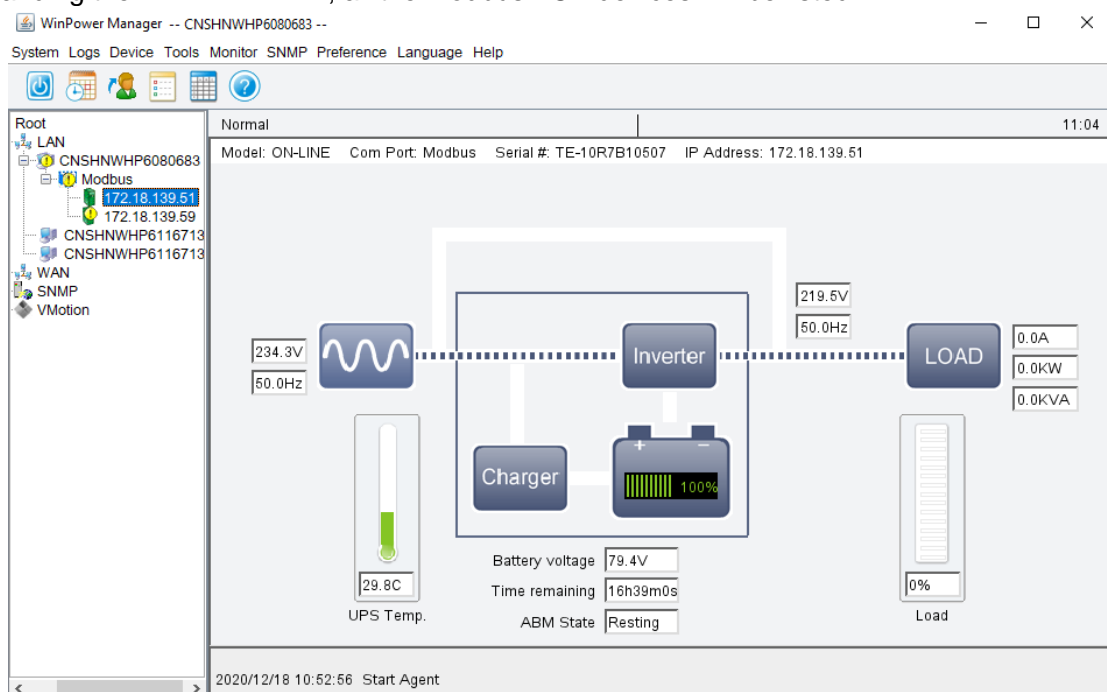 WinPower Manager -- CNSHNWHP6080683 --
System Logs Device Tools Monitor SNMP Preference Language Help
Root
LAN
CNSHNWHP6080683
Modbus
172.18.139.51
172.18.139.59
CNSHNWHP6116713
CNSHNWHP6116713
WAN
SNMP
VMotion
Normal 11:04
Model: ON-LINE Com Port: Modbus Serial #: TE-10R7B10507 IP Address: 172.18.139.51
219.5V
50.0Hz
234.3V
50.0Hz
Inverter
LOAD
0.0A
0.0KW
0.0KVA
Charger
+ −
100%
29.8C
UPS Temp.
Battery voltage 79.4V
Time remaining 16h39m0s
ABM State Resting
0%
Load
2020/12/18 10:52:56 Start Agent